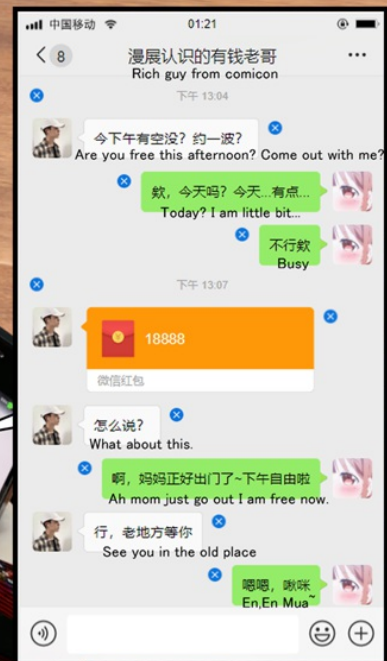 中国移动
01:21
8
漫展认识的有钱老哥
Rich guy from comicon
下午 13:04
今下午有空没？约一波？
Are you free this afternoon? Come out with me?
欸，今天吗？今天...有点...
Today? I am little bit...
不行欸
Busy
下午 13:07
18888
微信红包
怎么说？
What about this.
啊，妈妈正好出门了~下午自由啦
Ah mom just go out I am free now.
行，老地方等你
See you in the old place
嗯嗯，啾咪
En,En Mua~